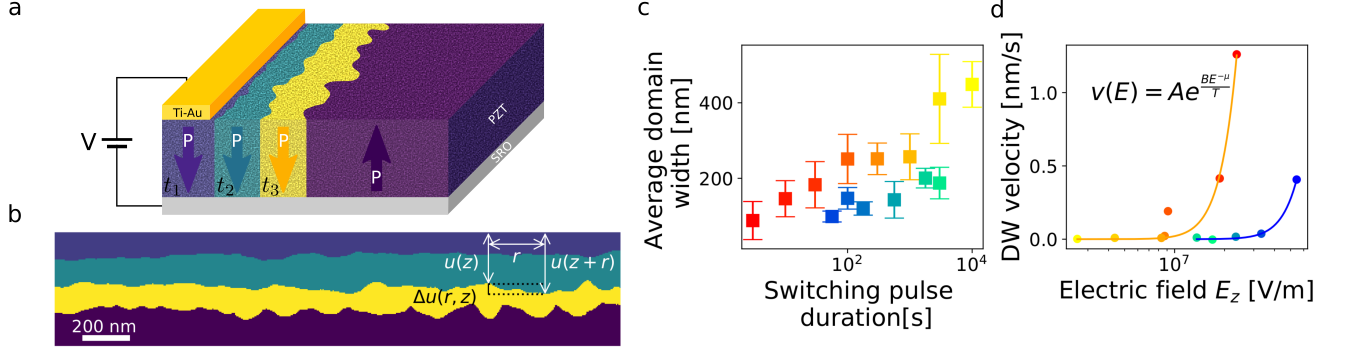 a
Ti-Au
V
P
P
P
P
t₁
t₂
t₃
PZT
SRO
b
u(z)
r
u(z + r)
Δu(r, z)
200 nm
c
Average domain
width [nm]
400
200
10²
10⁴
Switching pulse
duration[s]
d
DW velocity [nm/s]
1.0
0.5
0.0
v(E) = Ae^(BE^(−μ)/T)
10⁷
Electric field E_z [V/m]